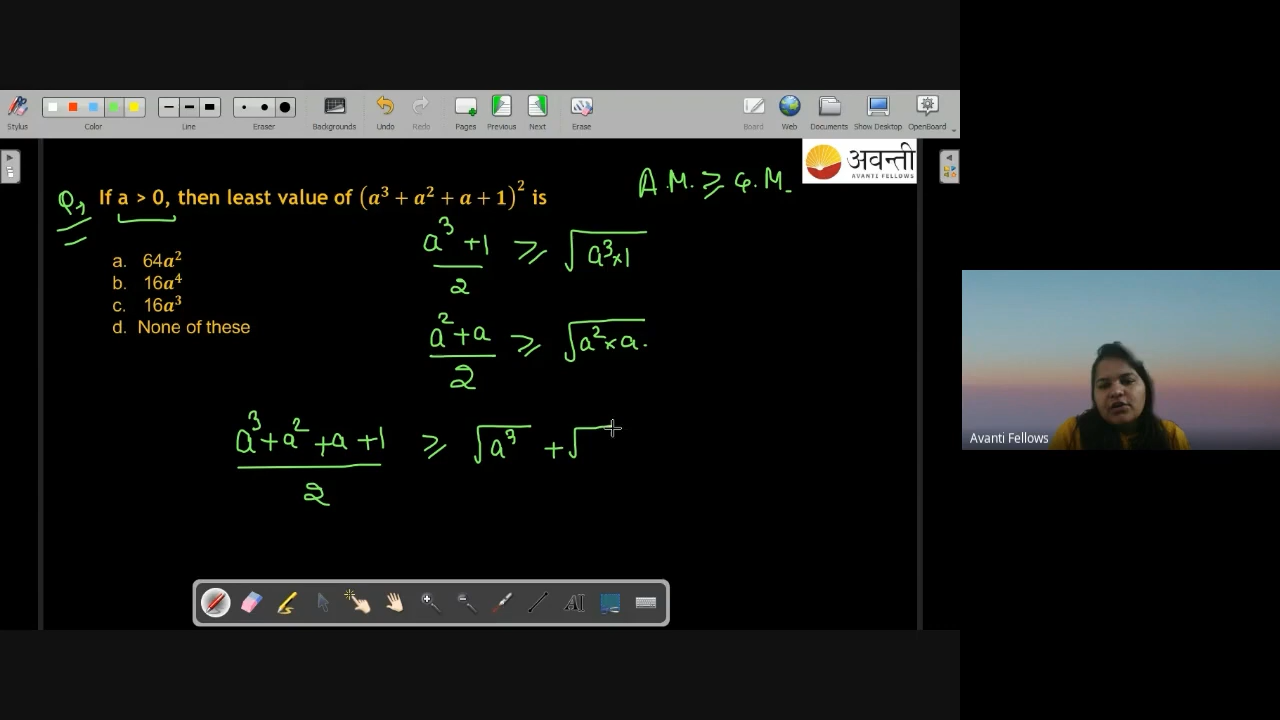 Stylus Color Line Eraser Backgrounds Undo Redo Pages Previous Next Erase Board Web Documents Show Desktop OpenBoard
अवन्ती
AVANTI FELLOWS
A.M. ≥ G.M.
Q1 If a > 0, then least value of (a³ + a² + a + 1)² is
a. 64a²
b. 16a⁴
c. 16a³
d. None of these
(a³ + 1)/2 ≥ √(a³×1)
(a² + a)/2 ≥ √(a²×a).
(a³ + a² + a + 1)/2 ≥ √a³ + √
Avanti Fellows
AI